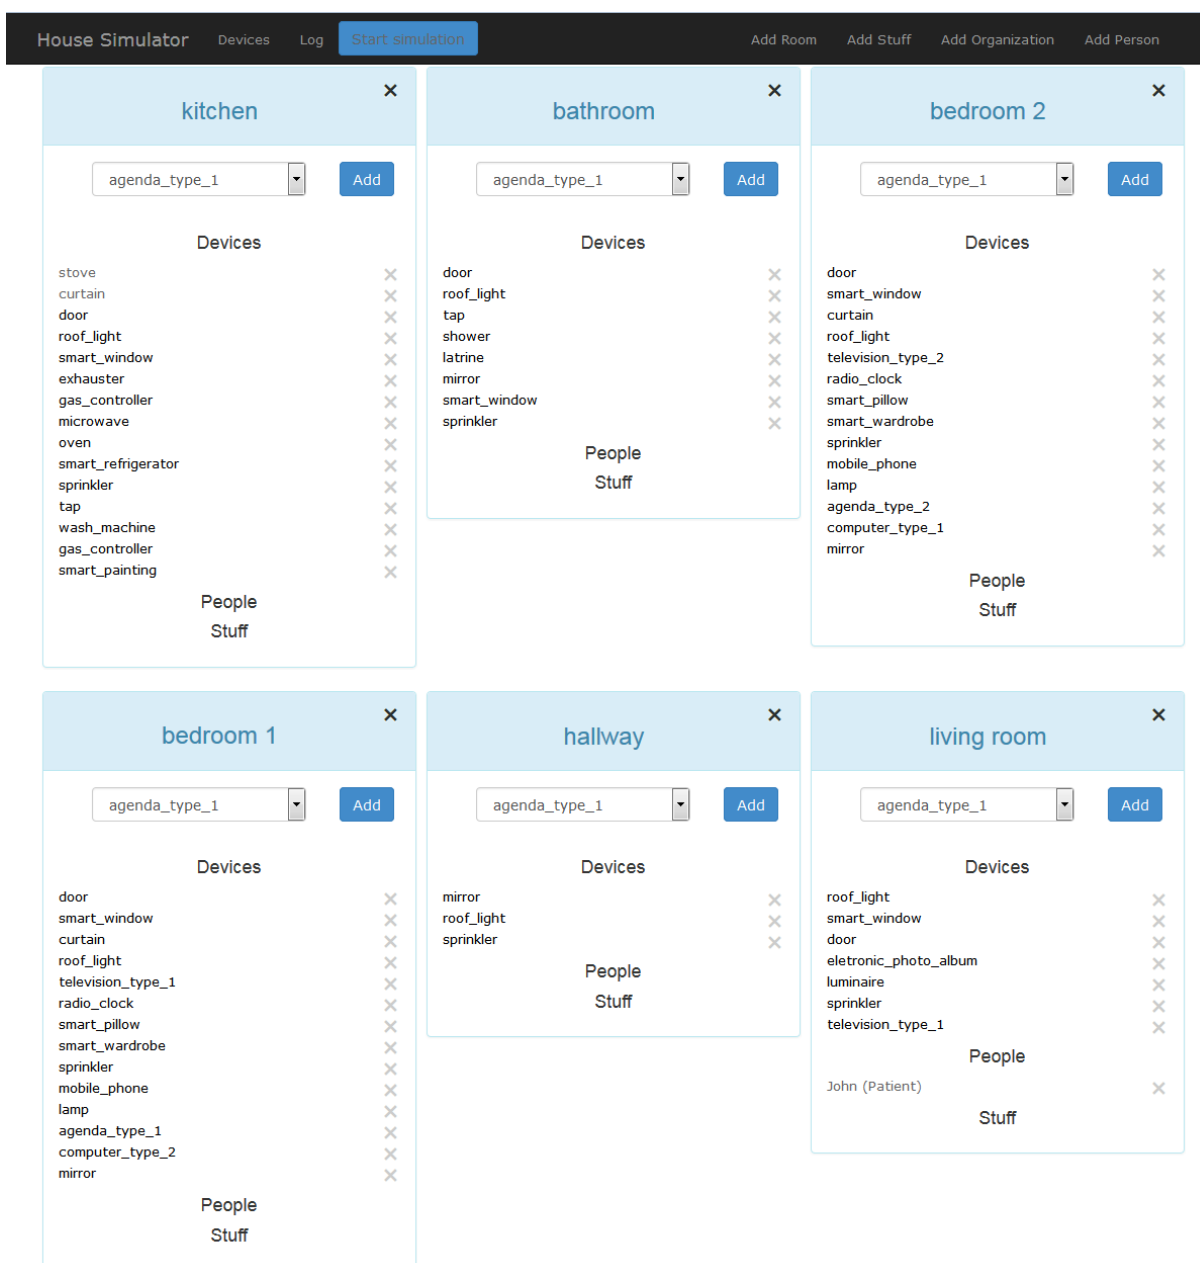 House Simulator Devices Log Start simulation Add Room Add Stuff Add Organization Add Person
kitchen
agenda_type_1 Add
Devices
stove
curtain
door
roof_light
smart_window
exhauster
gas_controller
microwave
oven
smart_refrigerator
sprinkler
tap
wash_machine
gas_controller
smart_painting
People
Stuff
bathroom
agenda_type_1 Add
Devices
door
roof_light
tap
shower
latrine
mirror
smart_window
sprinkler
People
Stuff
bedroom 2
agenda_type_1 Add
Devices
door
smart_window
curtain
roof_light
television_type_2
radio_clock
smart_pillow
smart_wardrobe
sprinkler
mobile_phone
lamp
agenda_type_2
computer_type_1
mirror
People
Stuff
bedroom 1
agenda_type_1 Add
Devices
door
smart_window
curtain
roof_light
television_type_1
radio_clock
smart_pillow
smart_wardrobe
sprinkler
mobile_phone
lamp
agenda_type_1
computer_type_2
mirror
People
Stuff
hallway
agenda_type_1 Add
Devices
mirror
roof_light
sprinkler
People
Stuff
living room
agenda_type_1 Add
Devices
roof_light
smart_window
door
eletronic_photo_album
luminaire
sprinkler
television_type_1
People
John (Patient)
Stuff